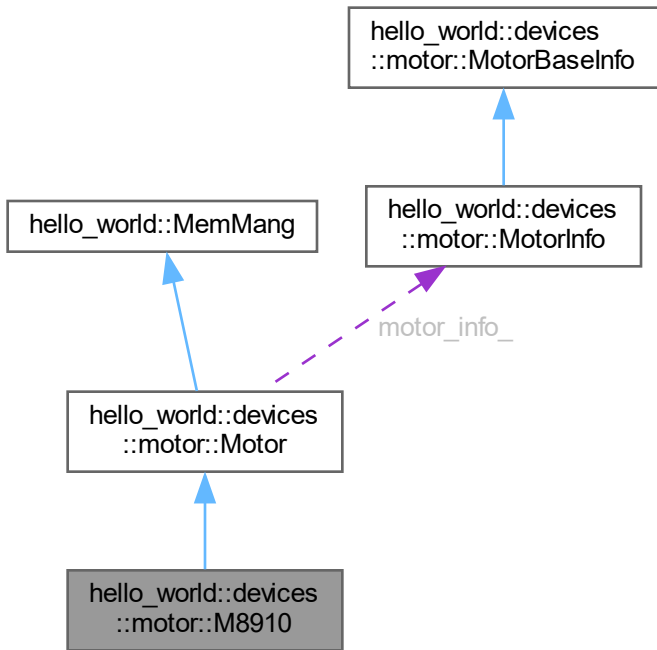 hello_world::devices
::motor::MotorBaseInfo
hello_world::MemMang
hello_world::devices
::motor::MotorInfo
motor_info_
hello_world::devices
::motor::Motor
hello_world::devices
::motor::M8910